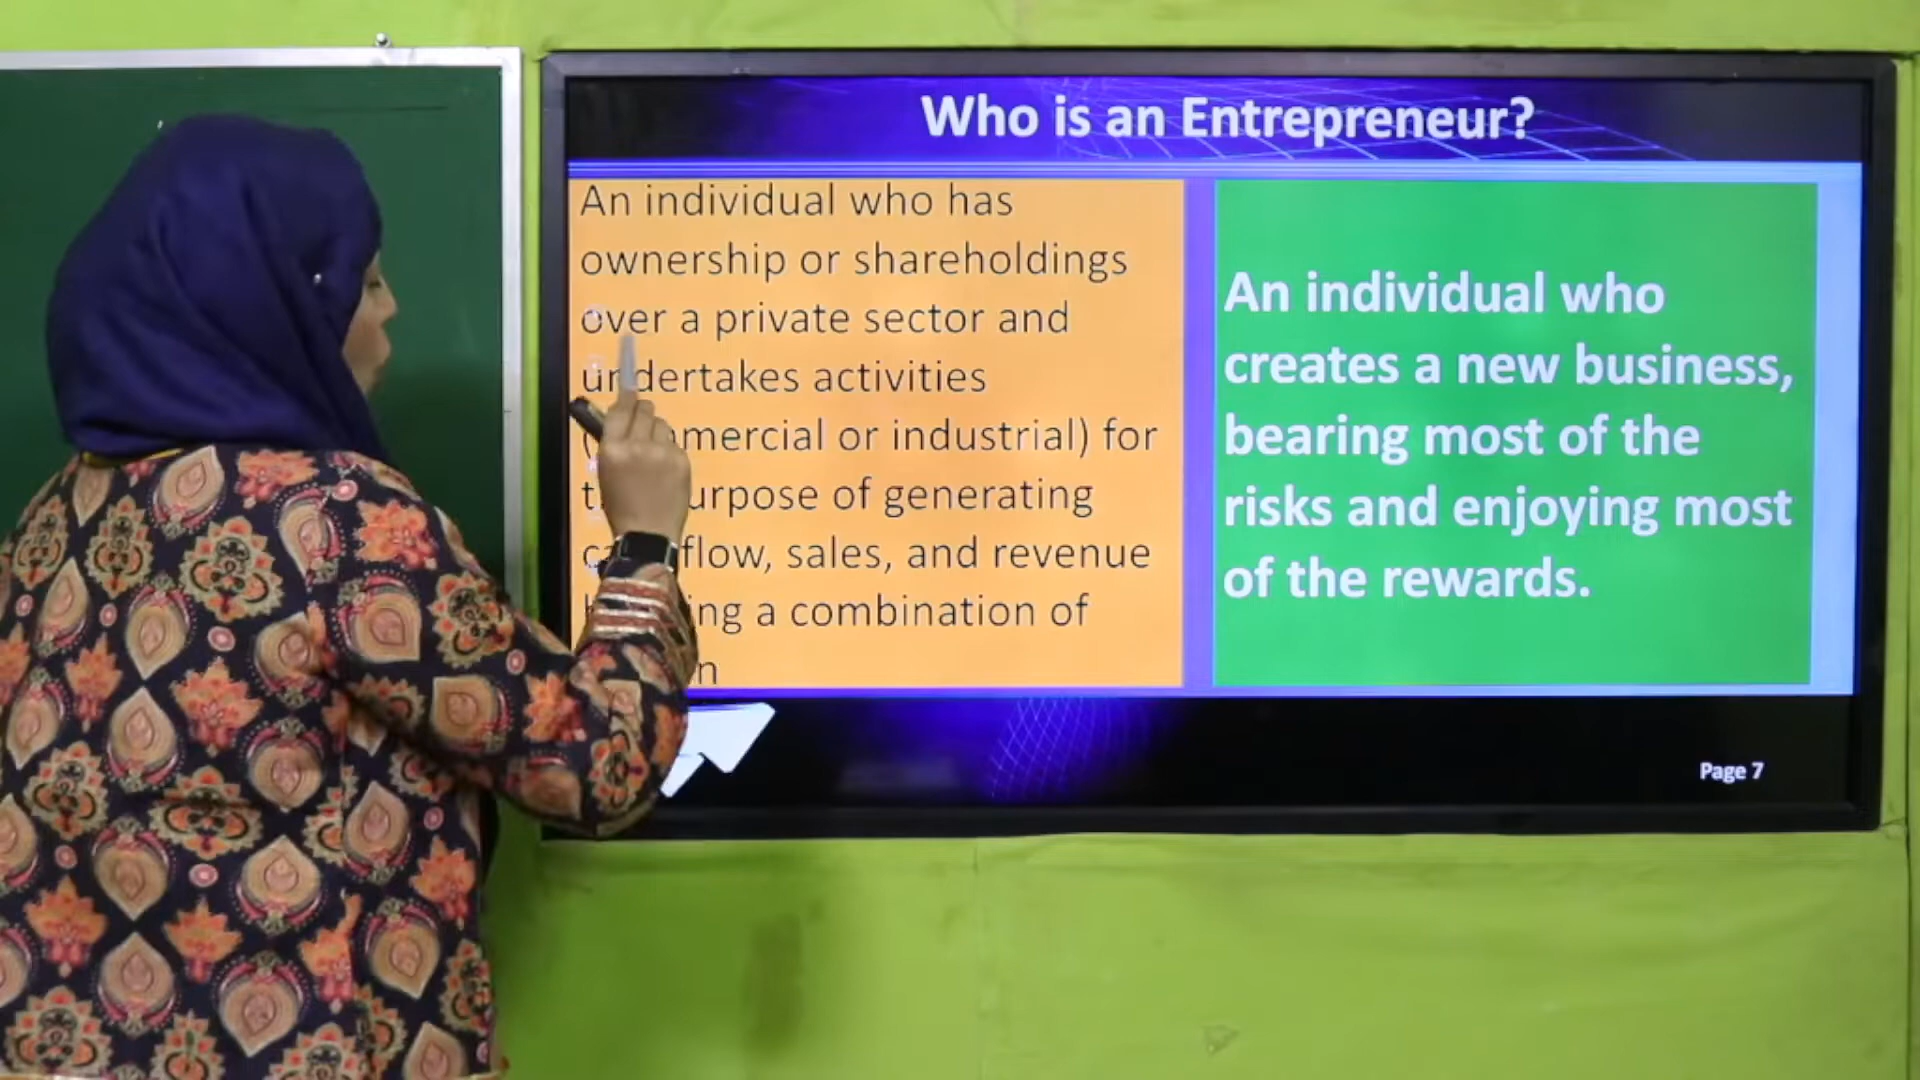 Who is an Entrepreneur?
An individual who has
ownership or shareholdings
over a private sector and
undertakes activities
mercial or industrial) for
urpose of generating
flow, sales, and revenue
ing a combination of
An individual who
creates a new business,
bearing most of the
risks and enjoying most
of the rewards.
Page 7